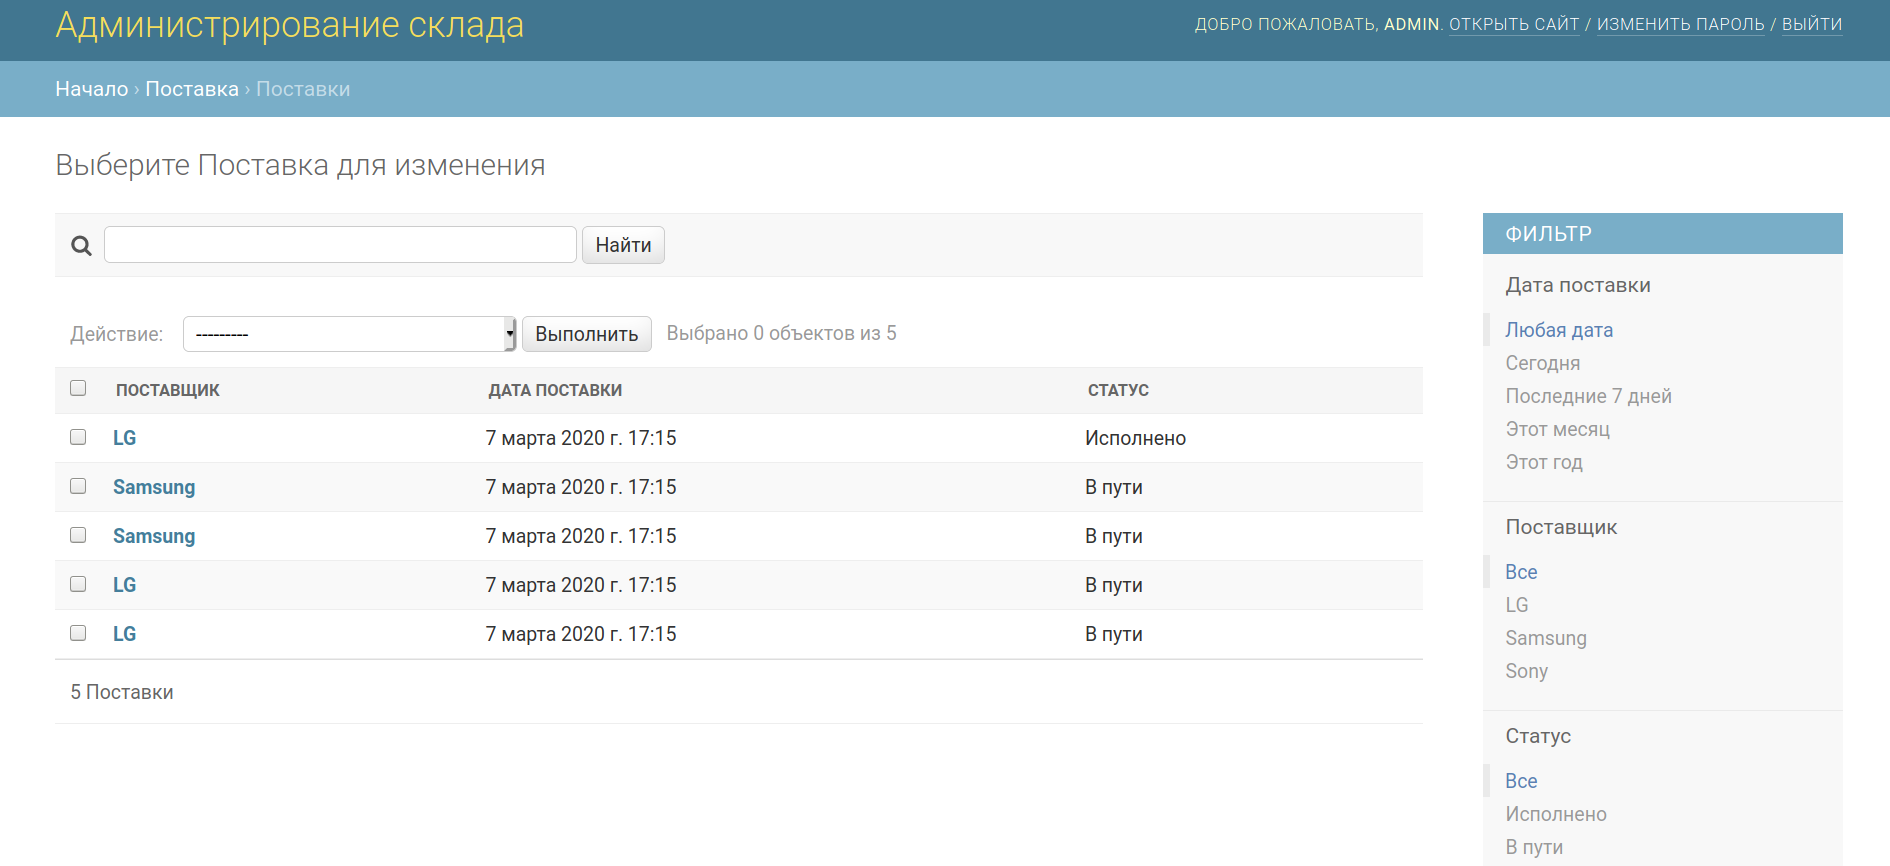 Администрирование склада
ДОБРО ПОЖАЛОВАТЬ, ADMIN. ОТКРЫТЬ САЙТ / ИЗМЕНИТЬ ПАРОЛЬ / ВЫЙТИ
Начало › Поставка › Поставки
Выберите Поставка для изменения
Найти
Действие: --------- Выполнить Выбрано 0 объектов из 5
ПОСТАВЩИК ДАТА ПОСТАВКИ СТАТУС
LG 7 марта 2020 г. 17:15 Исполнено
Samsung 7 марта 2020 г. 17:15 В пути
Samsung 7 марта 2020 г. 17:15 В пути
LG 7 марта 2020 г. 17:15 В пути
LG 7 марта 2020 г. 17:15 В пути
5 Поставки
ФИЛЬТР
Дата поставки
Любая дата
Сегодня
Последние 7 дней
Этот месяц
Этот год
Поставщик
Все
LG
Samsung
Sony
Статус
Все
Исполнено
В пути